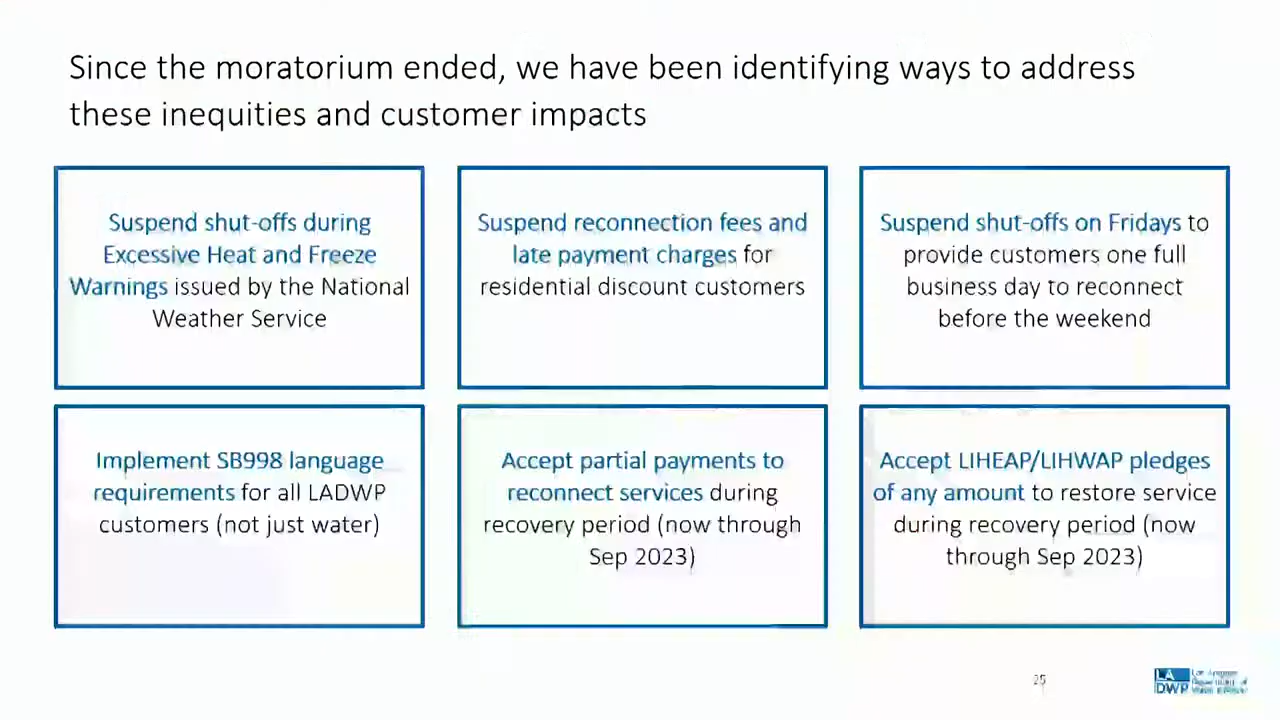 Since the moratorium ended, we have been identifying ways to address
these inequities and customer impacts
Suspend shut-offs during
Excessive Heat and Freeze
Warnings issued by the National
Weather Service
Suspend reconnection fees and
late payment charges for
residential discount customers
Suspend shut-offs on Fridays to
provide customers one full
business day to reconnect
before the weekend
Implement SB998 language
requirements for all LADWP
customers (not just water)
Accept partial payments to
reconnect services during
recovery period (now through
Sep 2023)
Accept LIHEAP/LIHWAP pledges
of any amount to restore service
during recovery period (now
through Sep 2023)
25
LA
DWP
Los Angeles
Department of
Water & Power